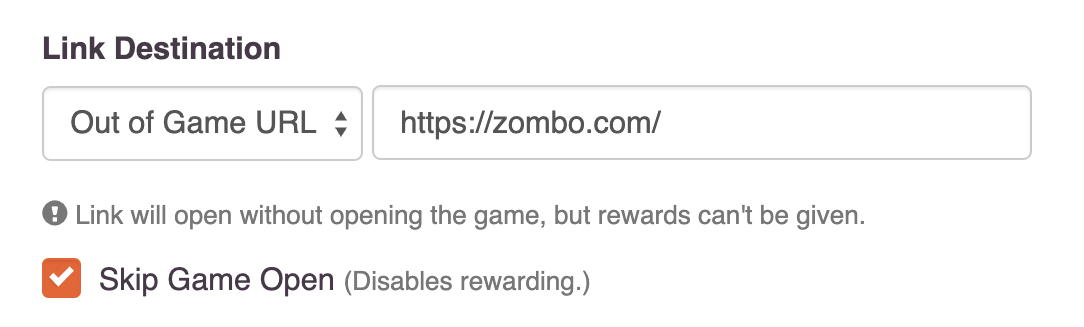 Link Destination
Out of Game URL https://zombo.com/
Link will open without opening the game, but rewards can't be given.
Skip Game Open (Disables rewarding.)